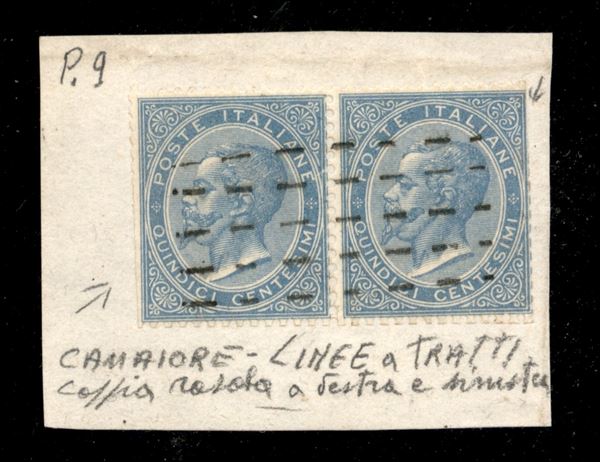 P.9
POSTE ITALIANE
QUINDICI CENTESIMI
POSTE ITALIANE
QUINDICI CENTESIMI
CAMAIORE - LINEE a TRATTI
coppia rasata a destra e sinistra